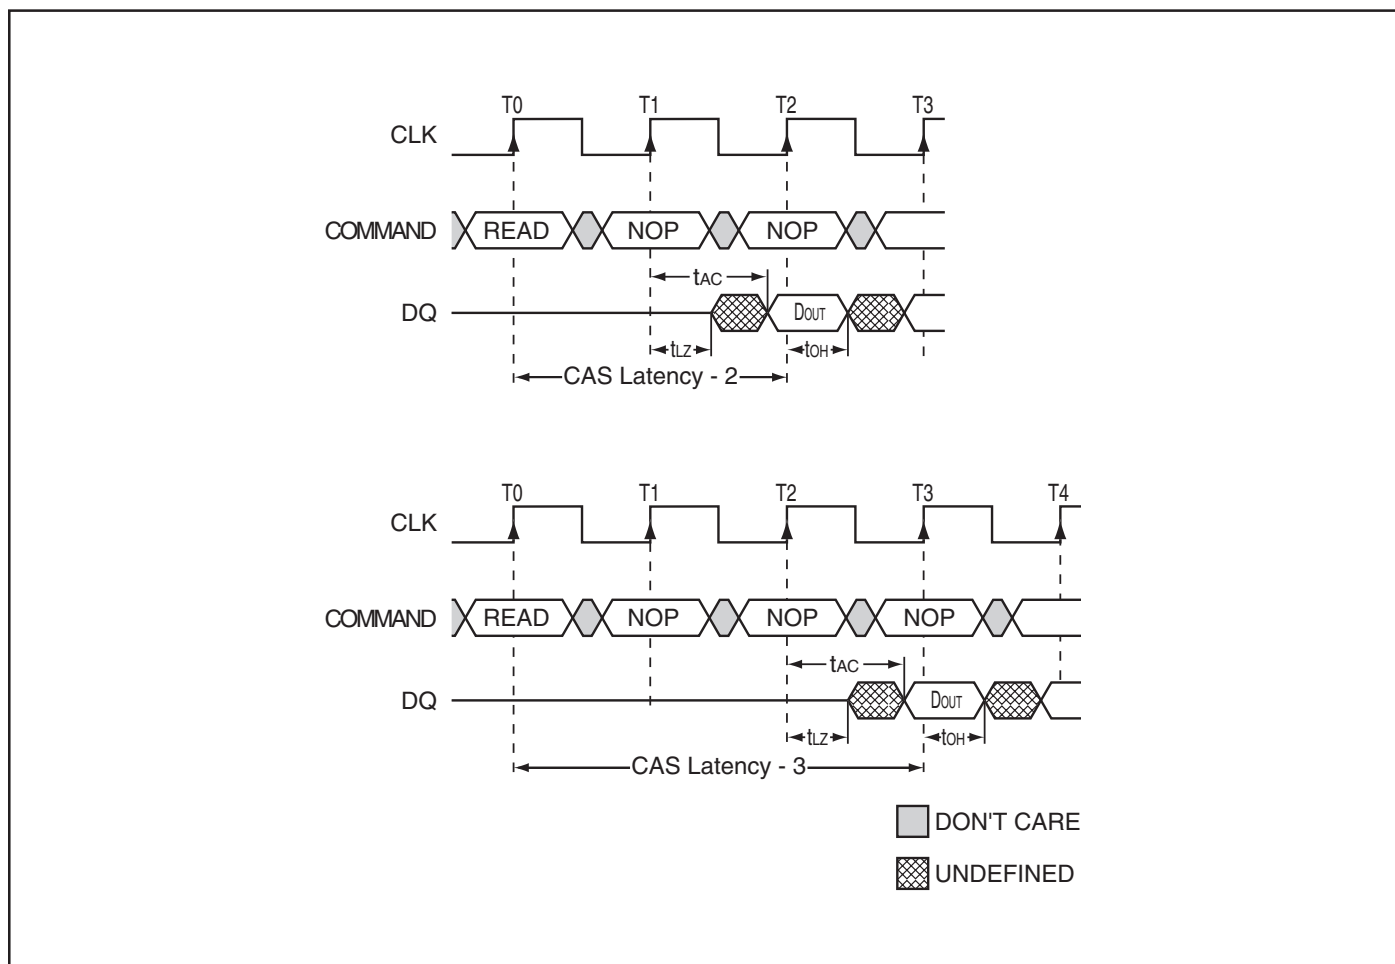 T0 T1 T2 T3
CLK
COMMAND READ NOP NOP
tAC
DQ DOUT
tLZ tOH
CAS Latency - 2
T0 T1 T2 T3 T4
CLK
COMMAND READ NOP NOP NOP
tAC
DQ DOUT
tLZ tOH
CAS Latency - 3
DON'T CARE
UNDEFINED